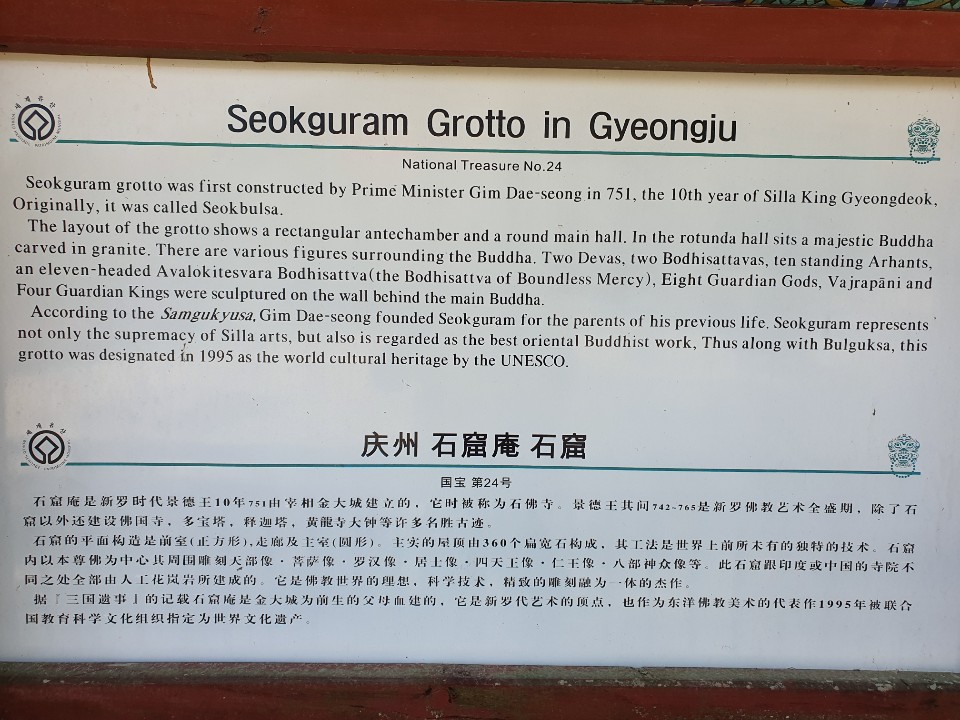 Seokguram Grotto in Gyeongju
National Treasure No.24
Seokguram grotto was first constructed by Prime Minister Gim Dae-seong in 751, the 10th year of Silla King Gyeongdeok,
Originally, it was called Seokbulsa.
The layout of the grotto shows a rectangular antechamber and a round main hall. In the rotunda hall sits a majestic Buddha
carved in granite. There are various figures surrounding the Buddha. Two Devas, two Bodhisattavas, ten standing Arhants,
an eleven-headed Avalokitesvara Bodhisattva(the Bodhisattva of Boundless Mercy), Eight Guardian Gods, Vajrapāni and
Four Guardian Kings were sculptured on the wall behind the main Buddha.
According to the Samgukyusa, Gim Dae-seong founded Seokguram for the parents of his previous life. Seokguram represents
not only the supremacy of Silla arts, but also is regarded as the best oriental Buddhist work, Thus along with Bulguksa, this
grotto was designated in 1995 as the world cultural heritage by the UNESCO.
庆州 石窟庵 石窟
国宝 第24号
石窟庵是新罗时代景德王10年751由宰相金大城建立的，它时被称为石佛寺。景德王其间742~765是新罗佛教艺术全盛期，除了石
窟以外还建设佛国寺，多宝塔，释迦塔，黄龍寺大钟等许多名胜古迹。
石窟的平面构造是前室(正方形)，走廊及主室(圆形)。主实的屋顶由360个扁宽石构成，其工法是世界上前所未有的独特的技术。石窟
内以本尊佛为中心其周围雕刻天部像·菩萨像·罗汉像·居士像·四天王像·仁王像·八部神众像等。此石窟跟印度或中国的寺院不
同之处全部由人工花岚岩所建成的。它是佛教世界的理想，科学技术，精致的雕刻融为一体的杰作。
据「三国遗事」的记载石窟庵是金大城为前生的父母血建的，它是新罗代艺术的顶点，也作为东洋佛教美术的代表作1995年被联合
国教育科学文化组织指定为世界文化遗产。